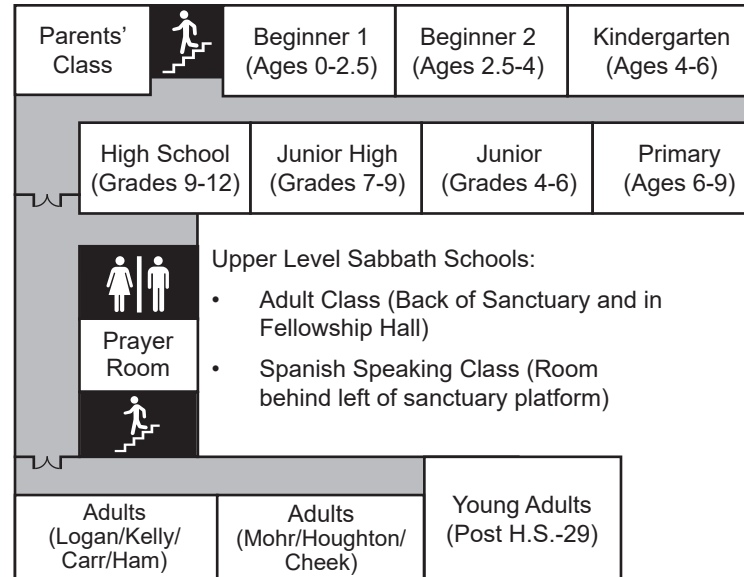 Parents’
Class
Beginner 1
(Ages 0-2.5)
Beginner 2
(Ages 2.5-4)
Kindergarten
(Ages 4-6)
High School
(Grades 9-12)
Junior High
(Grades 7-9)
Junior
(Grades 4-6)
Primary
(Ages 6-9)
Upper Level Sabbath Schools:
• Adult Class (Back of Sanctuary and in
Fellowship Hall)
• Spanish Speaking Class (Room
behind left of sanctuary platform)
Prayer
Room
Adults
(Logan/Kelly/
Carr/Ham)
Adults
(Mohr/Houghton/
Cheek)
Young Adults
(Post H.S.-29)